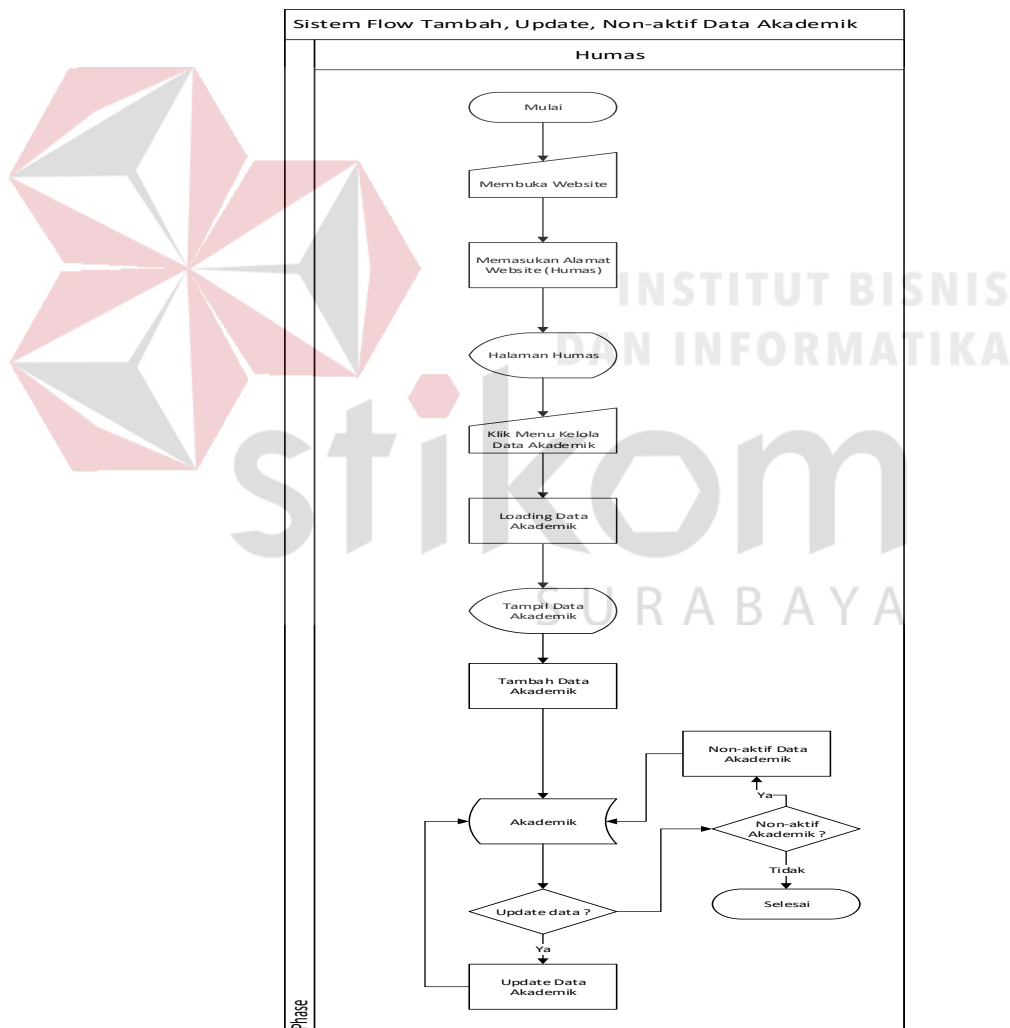 Sistem Flow Tambah, Update, Non-aktif Data Akademik
Humas
Mulai
Membuka Website
Memasukan Alamat
Website (Humas)
INSTITUT BISNIS
DAN INFORMATIKA
Halaman Humas
stikom
SURABAYA
Klik Menu Kelola
Data Akademik
Loading Data
Akademik
Tampil Data
Akademik
Tambah Data
Akademik
Non-aktif Data
Akademik
Ya
Akademik
Non-aktif
Akademik ?
Tidak
Selesai
Update data ?
Ya
Update Data
Akademik
Phase